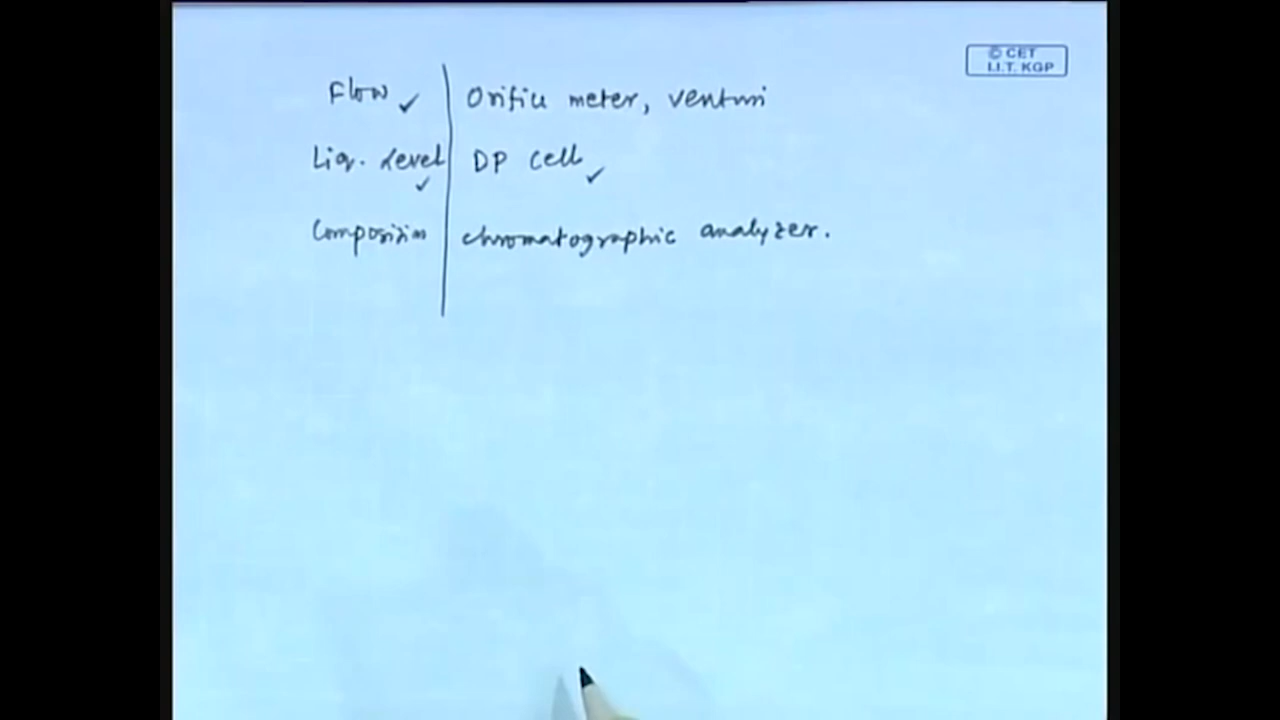 © CET
I.I.T. KGP
Flow ✓ Orifice meter, venturi
Liq. Level ✓ DP Cell ✓
Composition chromatographic analyzer.